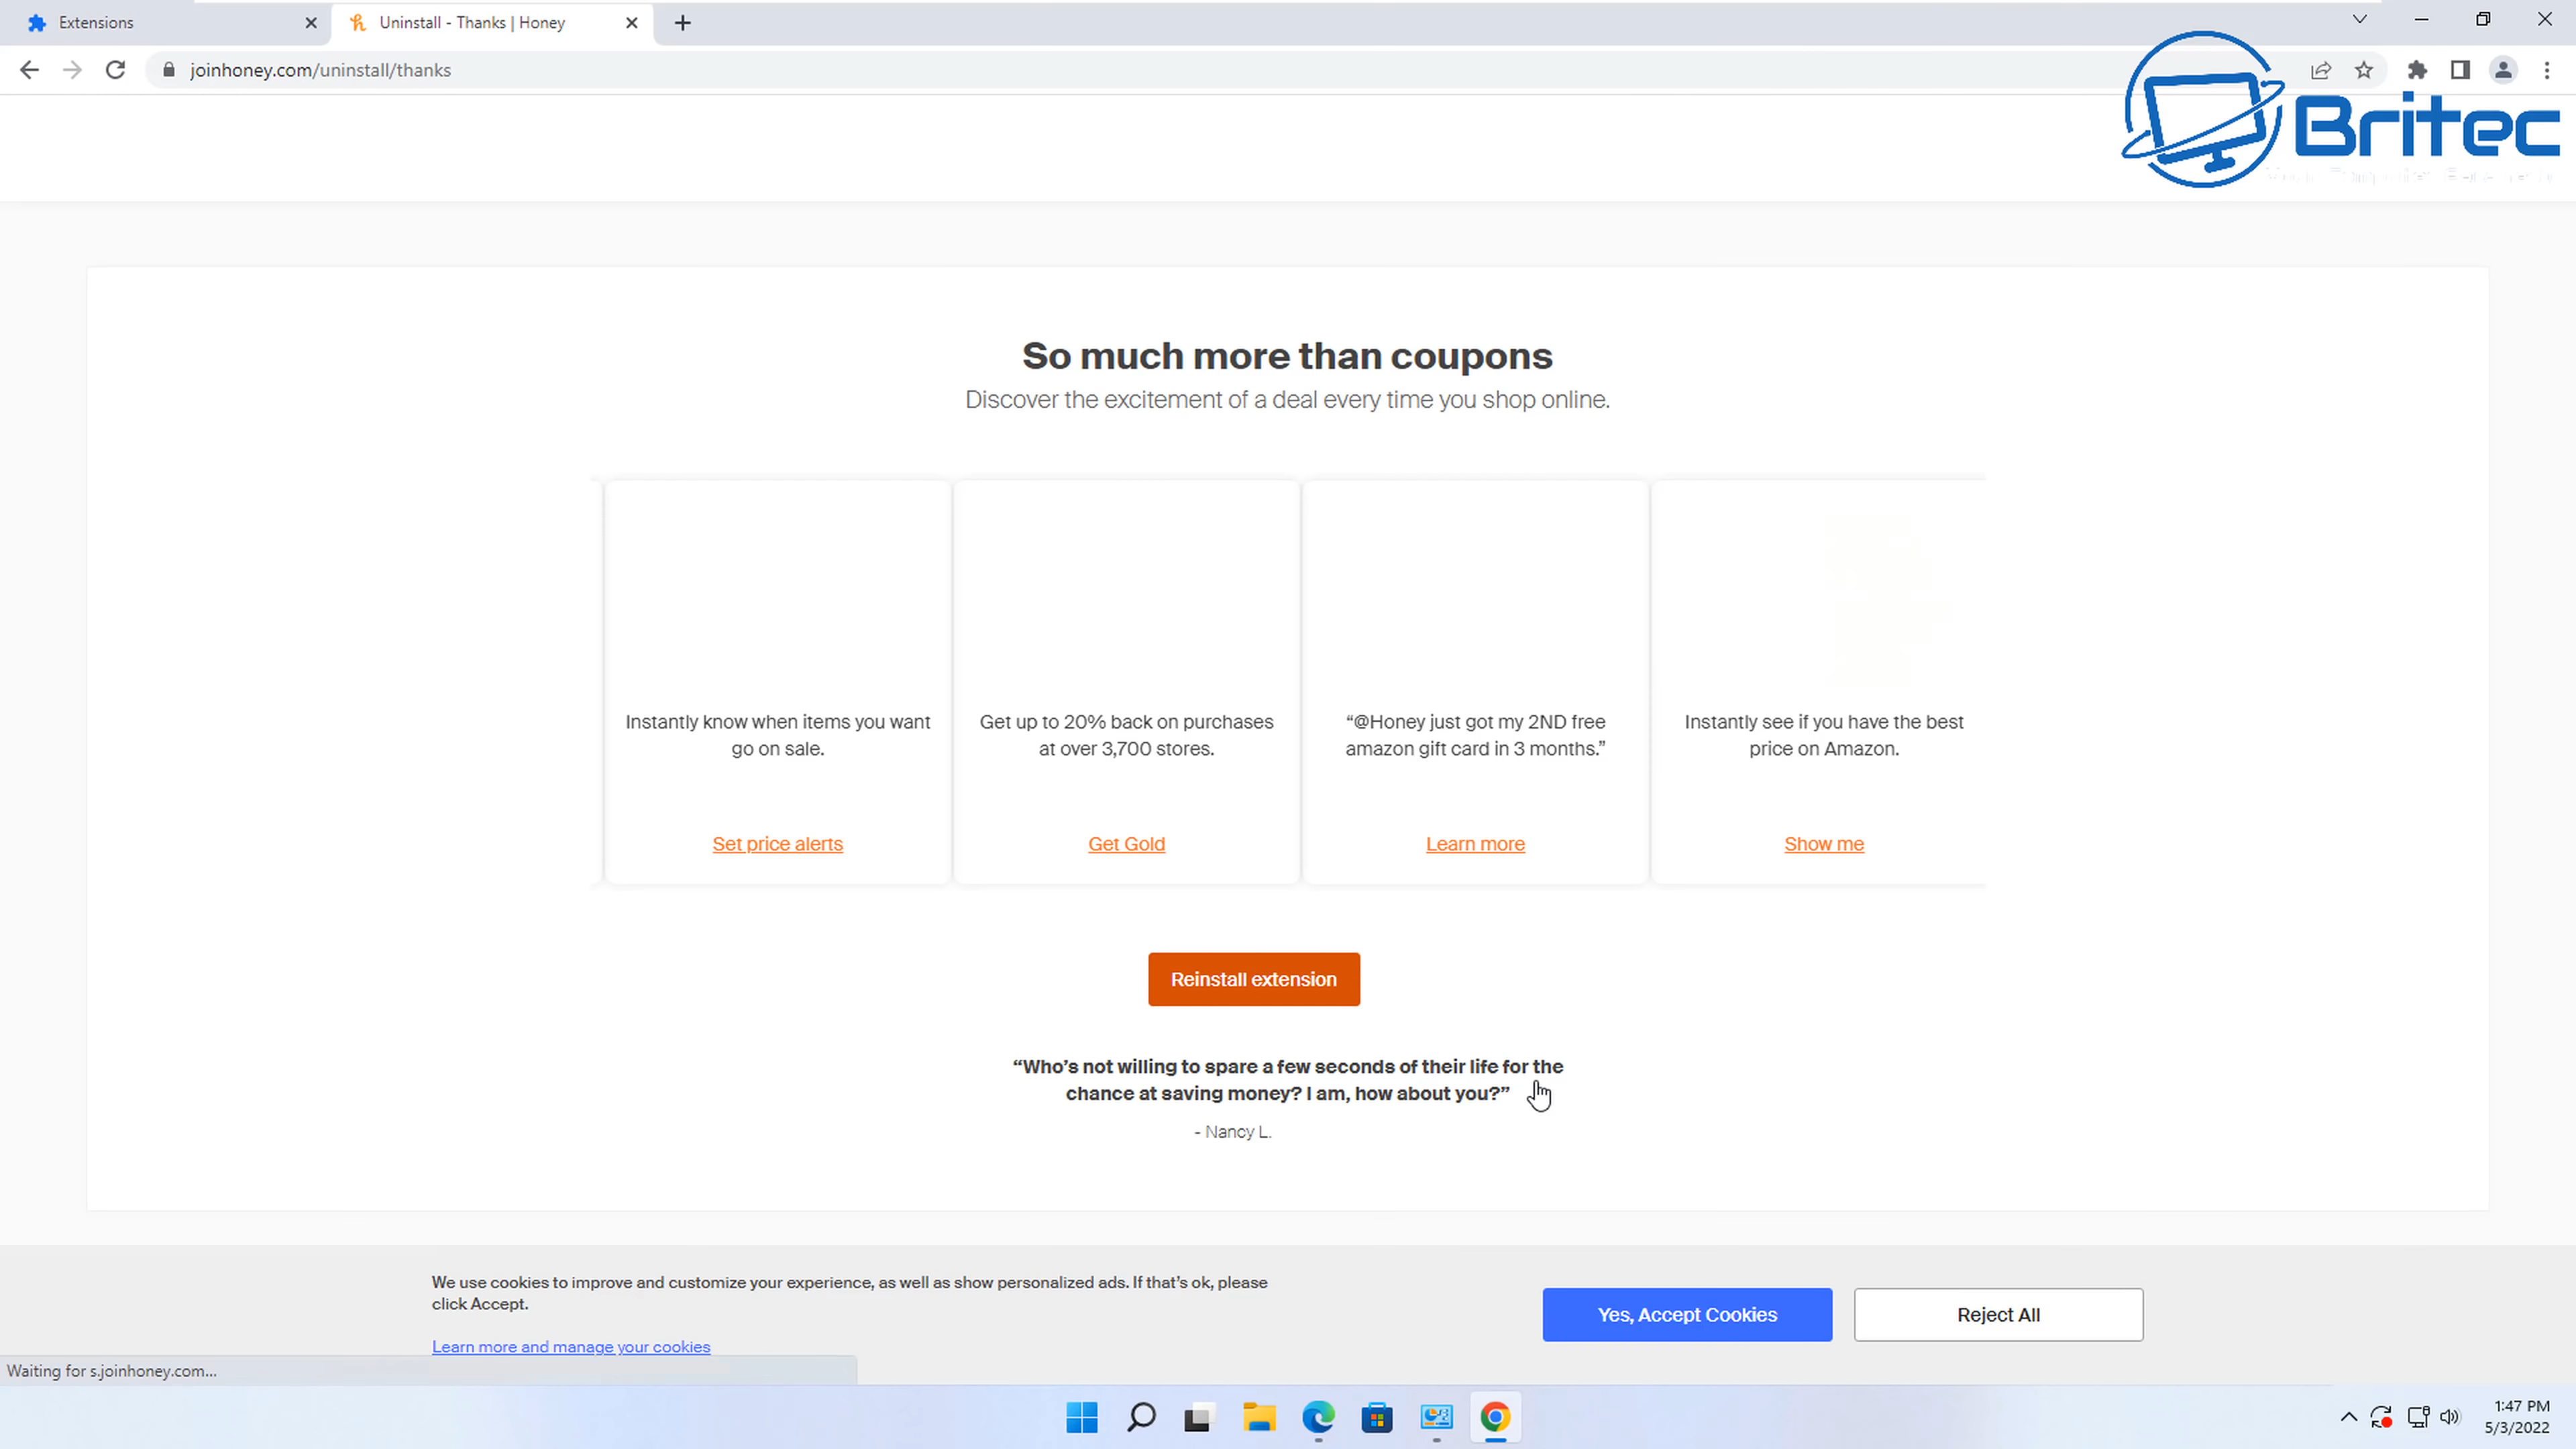 Extensions
Uninstall - Thanks | Honey
joinhoney.com/uninstall/thanks
Britec
So much more than coupons
Discover the excitement of a deal every time you shop online.
Instantly know when items you want
go on sale.
Set price alerts
Get up to 20% back on purchases
at over 3,700 stores.
Get Gold
“@Honey just got my 2ND free
amazon gift card in 3 months.”
Learn more
Instantly see if you have the best
price on Amazon.
Show me
Reinstall extension
“Who’s not willing to spare a few seconds of their life for the
chance at saving money? I am, how about you?”
- Nancy L.
We use cookies to improve and customize your experience, as well as show personalized ads. If that’s ok, please
click Accept.
Learn more and manage your cookies
Yes, Accept Cookies
Reject All
Waiting for s.joinhoney.com...
1:47 PM
5/3/2022